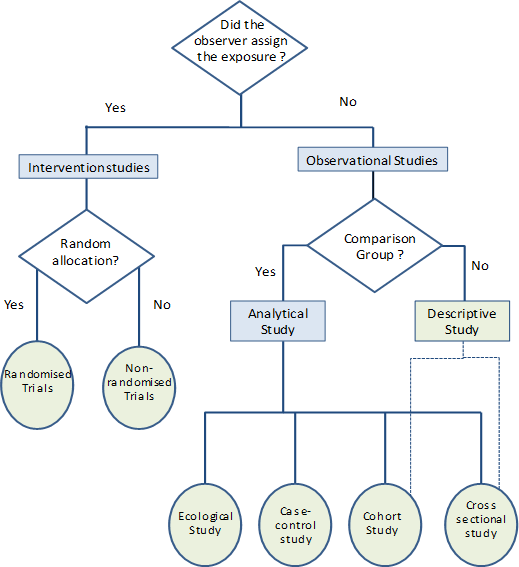 Did the
observer assign
the exposure ?
Yes
No
Interventionstudies
Observational Studies
Random
allocation?
Comparison
Group ?
Yes
No
Yes
No
Analytical
Study
Descriptive
Study
Randomised
Trials
Non-
randomised
Trials
Ecological
Study
Case-
control
study
Cohort
Study
Cross
sectional
study